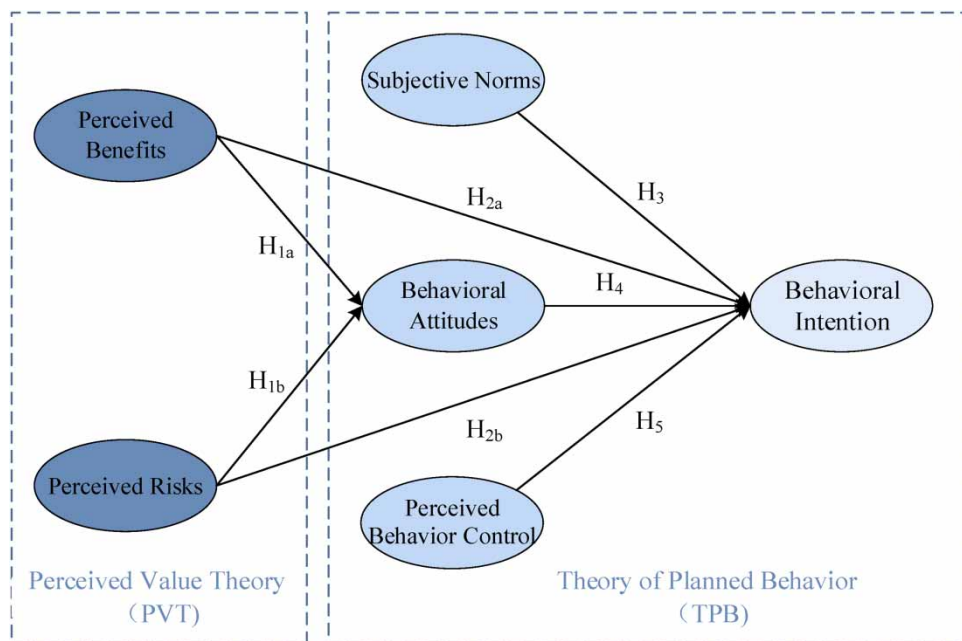 Subjective Norms
Perceived
Benefits
H2a
H3
H1a
Behavioral
Attitudes
H4
Behavioral
Intention
H1b
H2b
H5
Perceived Risks
Perceived
Behavior Control
Perceived Value Theory
（PVT)
Theory of Planned Behavior
（TPB)